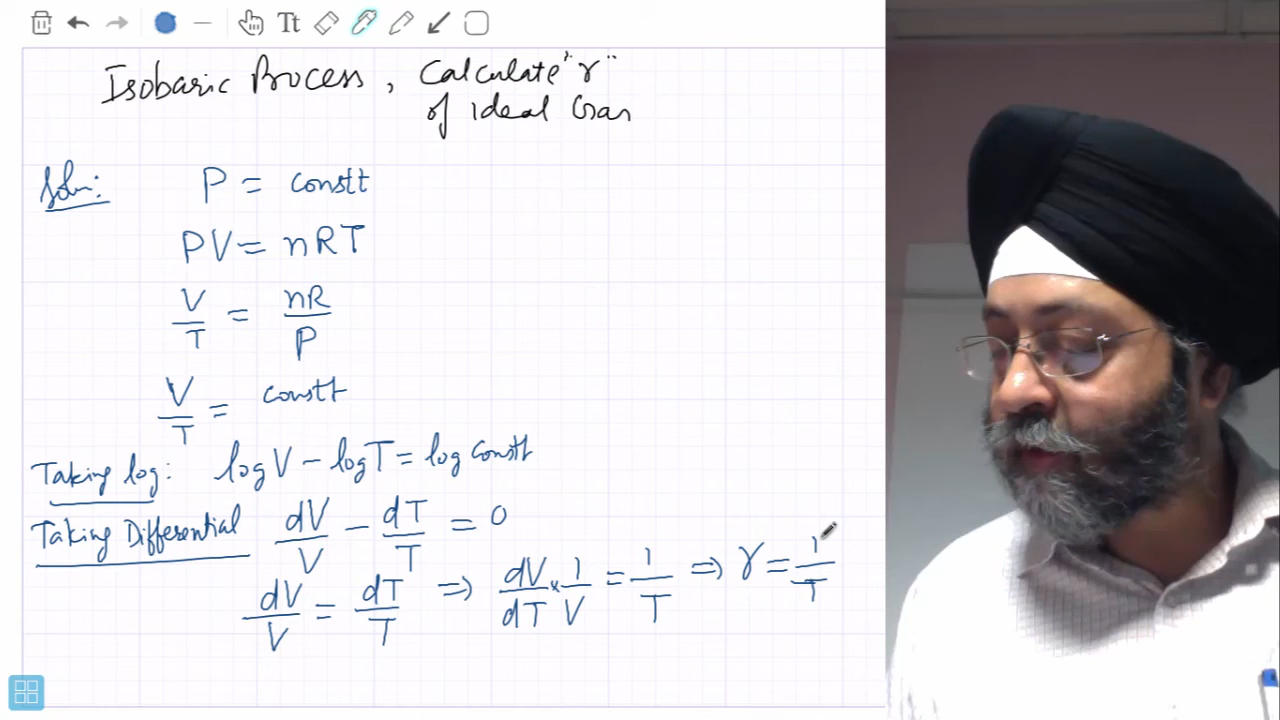 Isobaric Process, Calculate "γ"
of Ideal Gas
Soln:
P = constt
PV = nRT
V/T = nR/P
V/T = constt
Taking log: log V - log T = log constt
Taking Differential dV/V - dT/T = 0
dV/V = dT/T ⇒ dV/dT × 1/V = 1/T ⇒ γ = 1/T